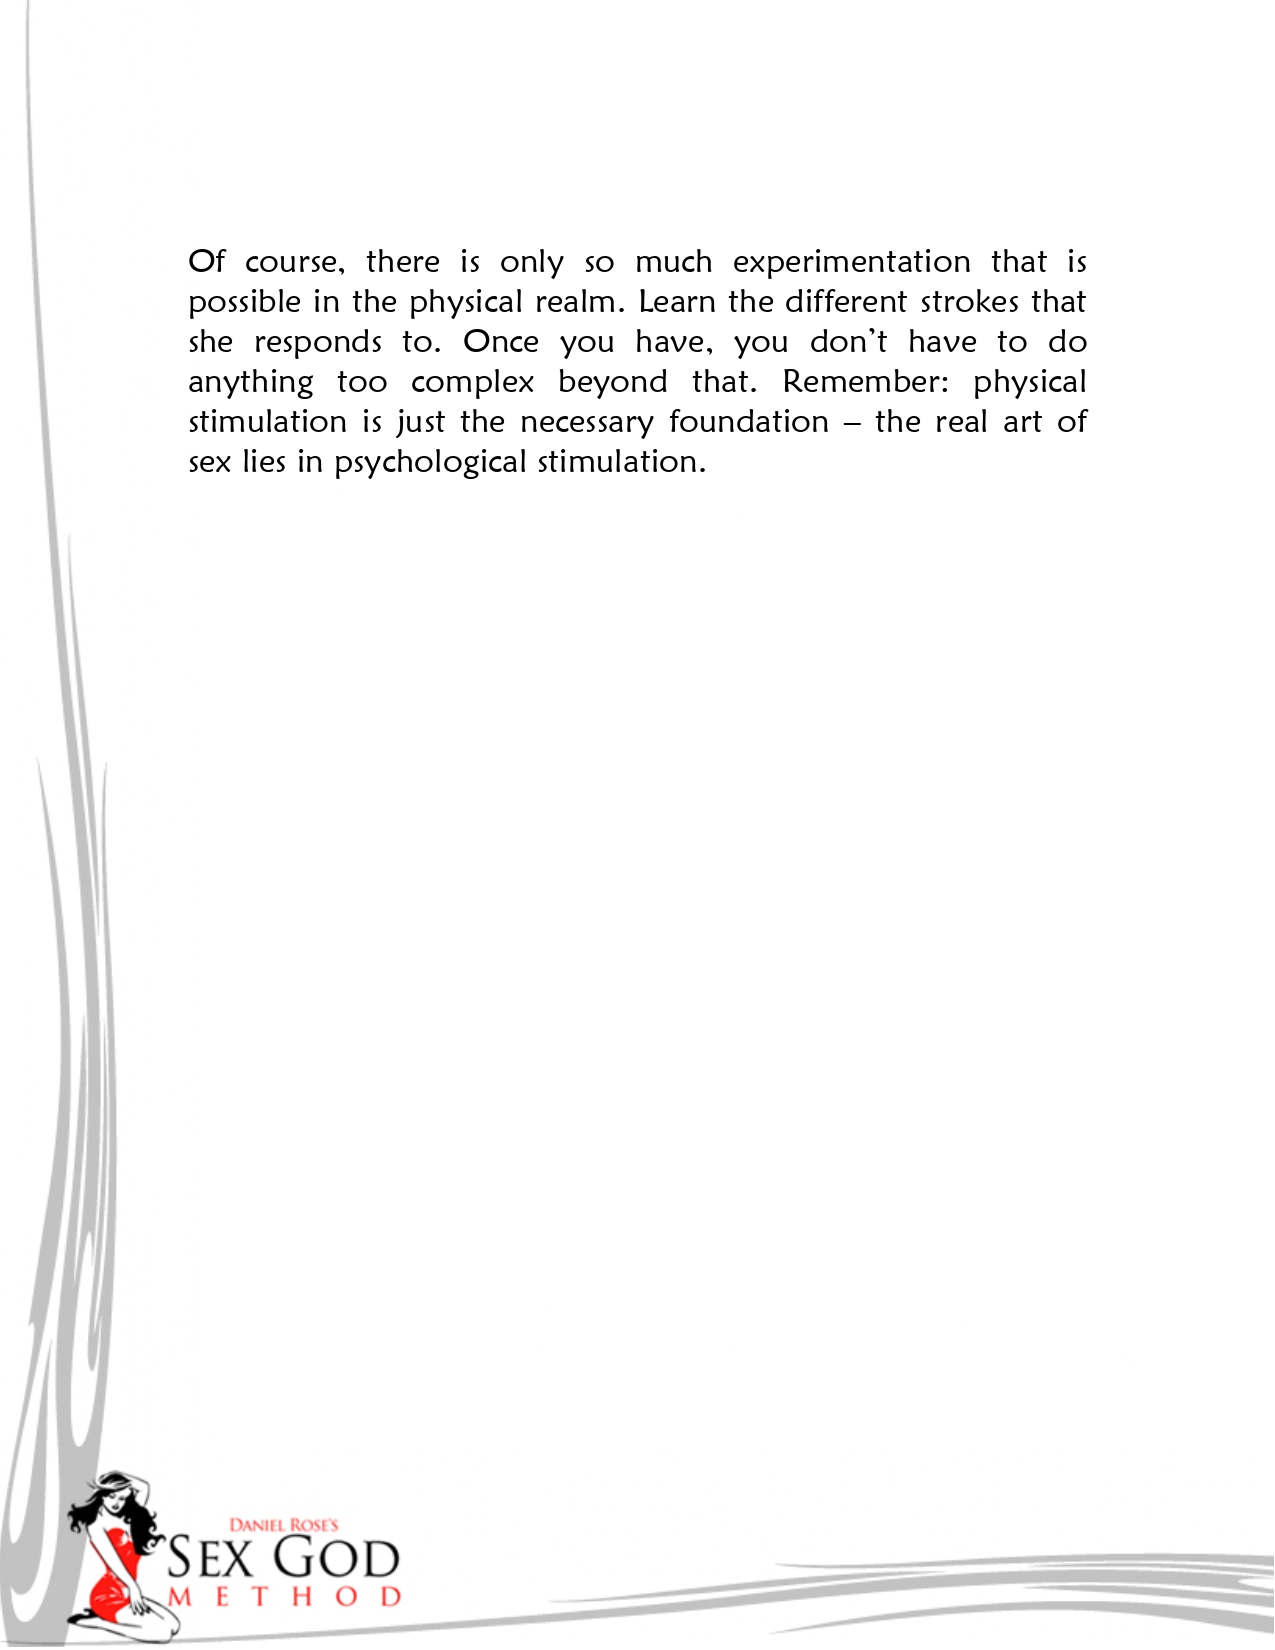 Of course, there is only so much experimentation that is
possible in the physical realm. Learn the different strokes that
she responds to. Once you have, you don’t have to do
anything too complex beyond that. Remember: physical
stimulation is just the necessary foundation – the real art of
sex lies in psychological stimulation.
DANIEL ROSE'S
SEX GOD
METHOD